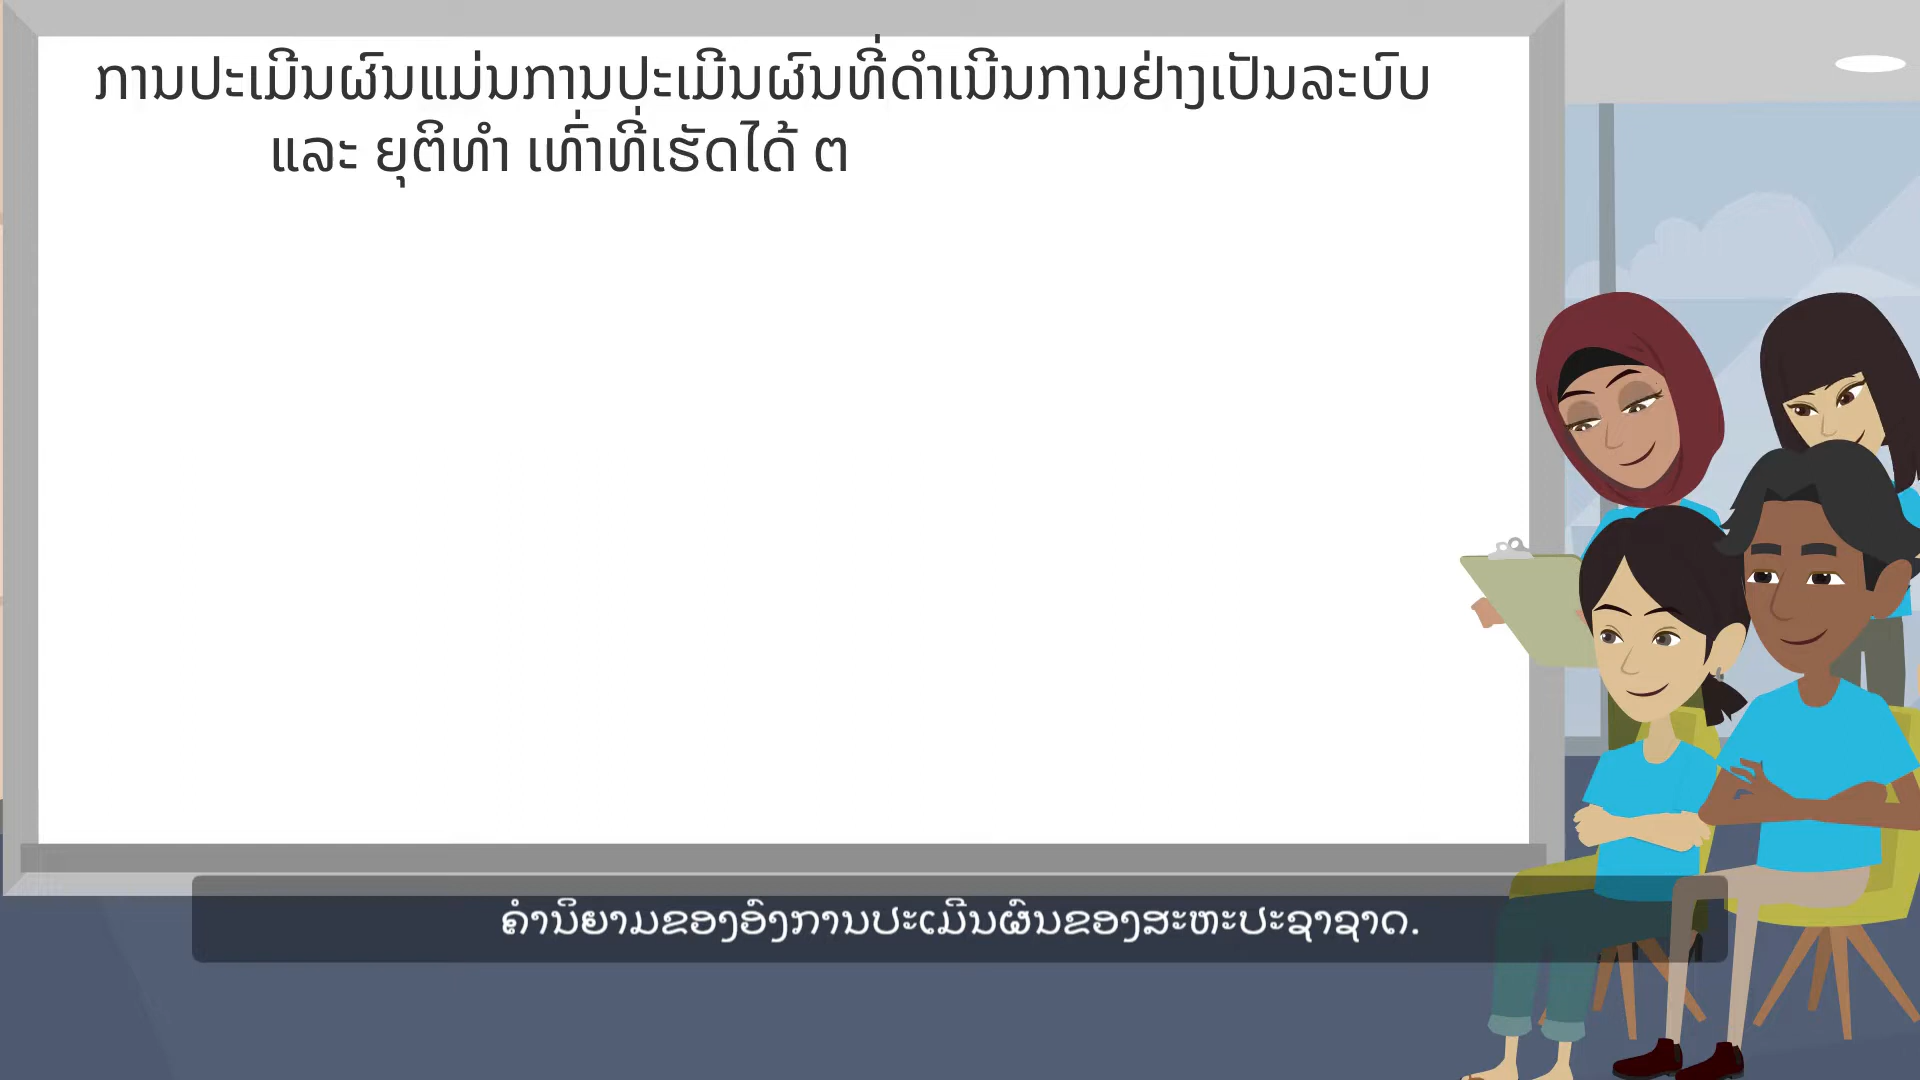 ການປະເມີນຜົນແມ່ນການປະເມີນຜົນທີ່ດຳເນີນການຢ່າງເປັນລະບົບ
ແລະ ຍຸຕິທຳ ເທົ່າທີ່ເຮັດໄດ້ ຕ
ຄໍານິຍາມຂອງອົງການປະເມີນຜົນຂອງສະຫະປະຊາຊາດ.